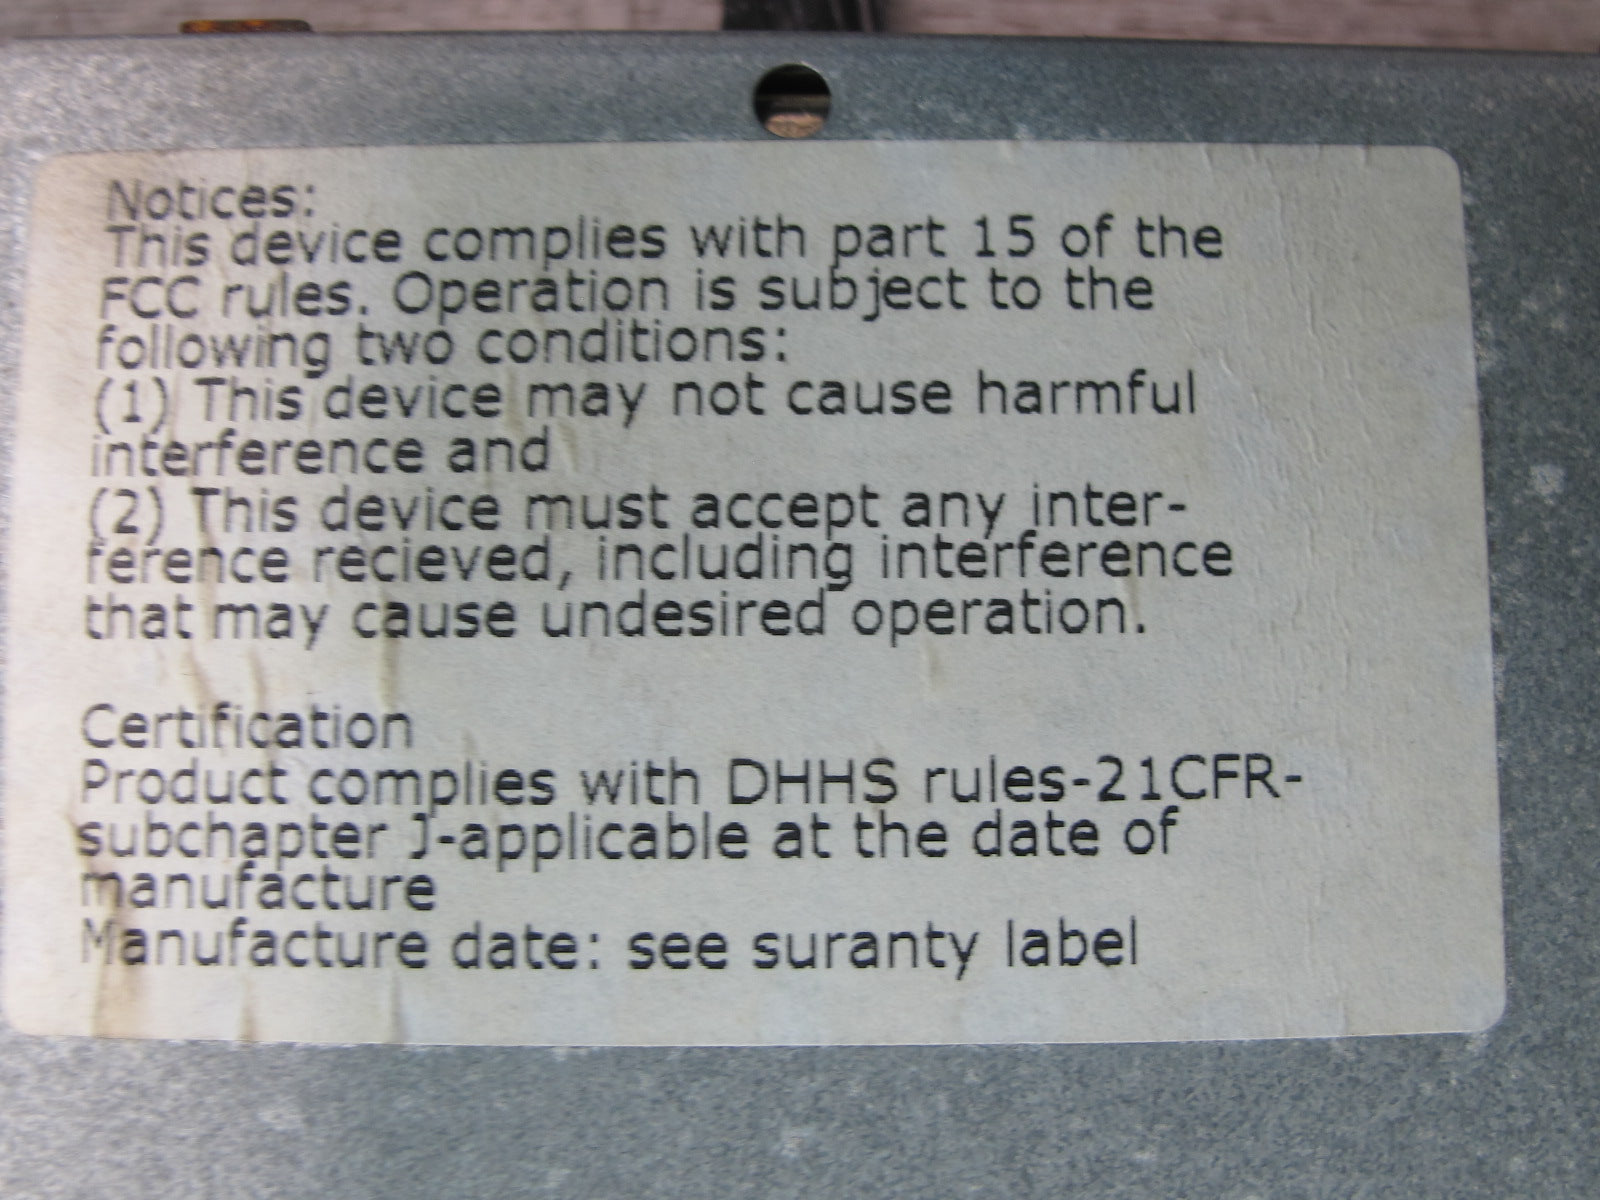 Notices:
This device complies with part 15 of the
FCC rules. Operation is subject to the
following two conditions:
(1) This device may not cause harmful
interference and
(2) This device must accept any inter-
ference recieved, including interference
that may cause undesired operation.
Certification
Product complies with DHHS rules-21CFR-
subchapter J-applicable at the date of
manufacture
Manufacture date: see suranty label